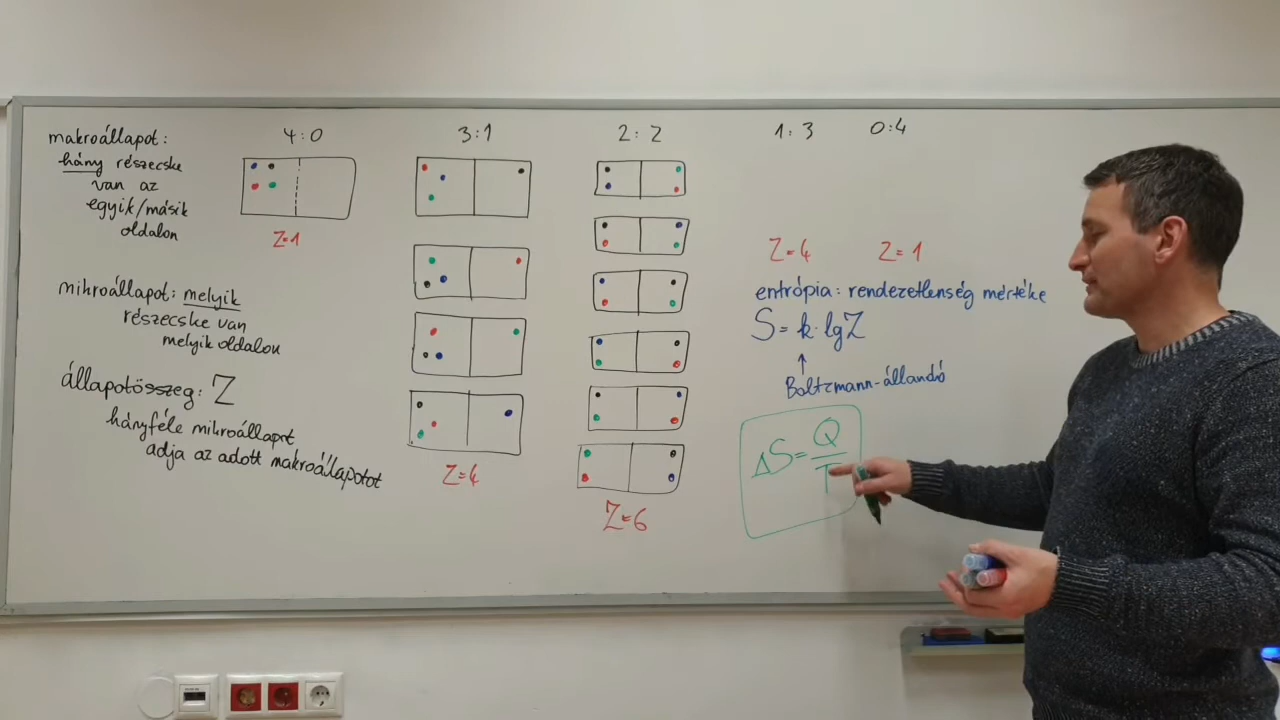 makroállapot:
hány részecske
van az
egyik/másik
oldalon
4:0
Z=1
3:1
Z=4
2:2
Z=6
1:3
Z=4
0:4
Z=1
mikroállapot: melyik
részecske van
melyik oldalon
állapotösszeg: Z
hányféle mikroállapot
adja az adott makroállapotot
entrópia: rendezetlenség mértéke
S=k·lgZ
↑
Boltzmann-állandó
ΔS=Q/T